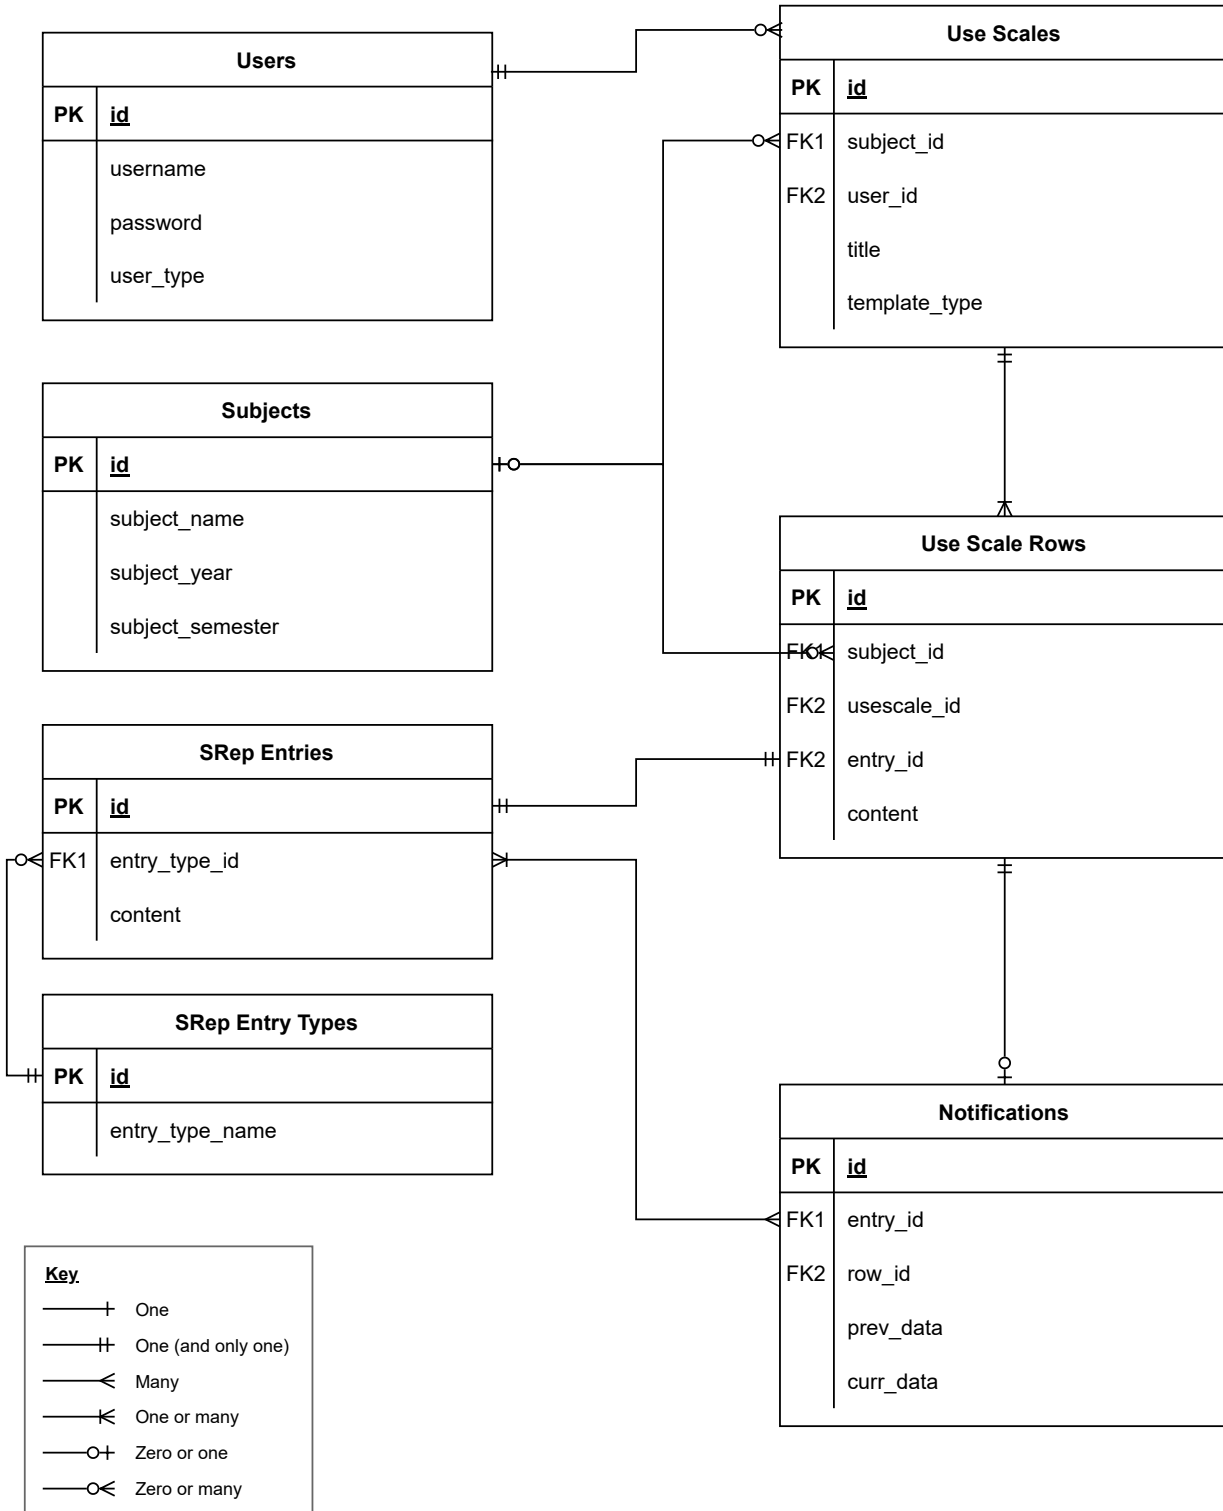 Users
PK id
username
password
user_type
Use Scales
PK id
FK1 subject_id
FK2 user_id
title
template_type
Subjects
PK id
subject_name
subject_year
subject_semester
Use Scale Rows
PK id
FK1 subject_id
FK2 usescale_id
FK2 entry_id
content
SRep Entries
PK id
FK1 entry_type_id
content
SRep Entry Types
PK id
entry_type_name
Notifications
PK id
FK1 entry_id
FK2 row_id
prev_data
curr_data
Key
One
One (and only one)
Many
One or many
Zero or one
Zero or many